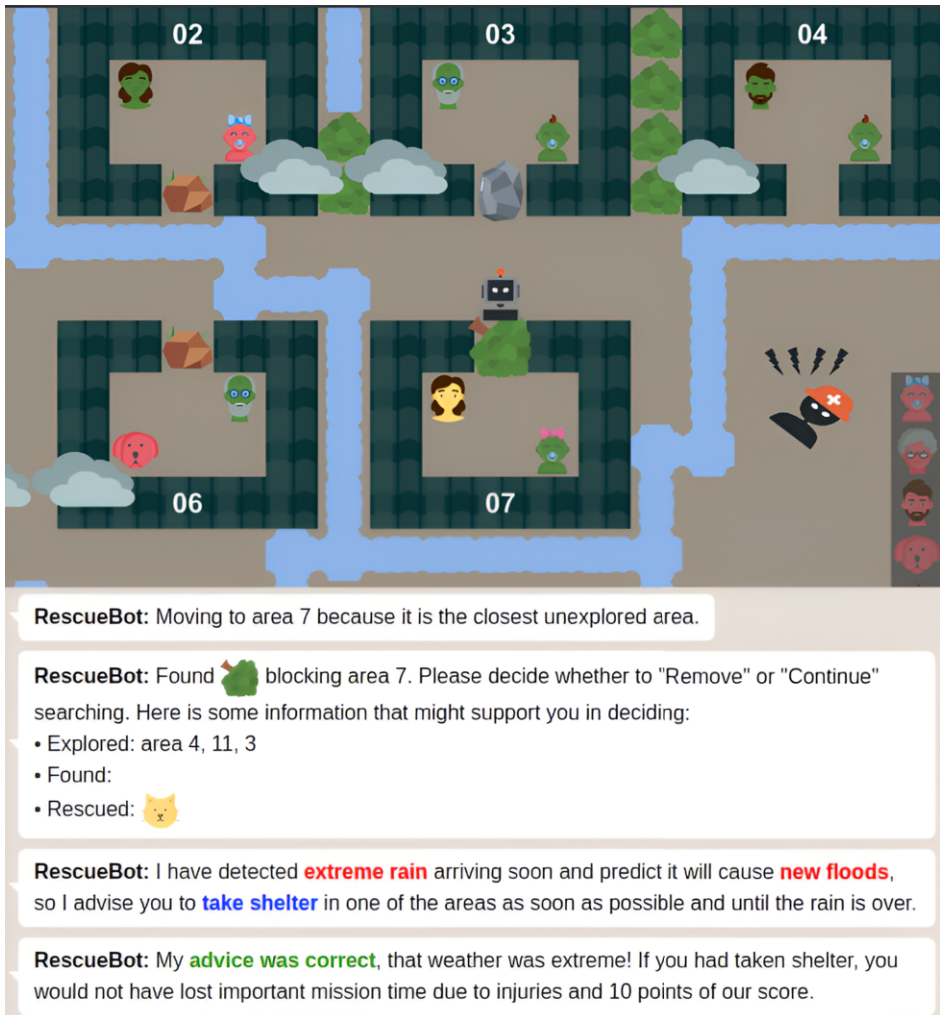 02
03
04
06
07
RescueBot: Moving to area 7 because it is the closest unexplored area.
RescueBot: Found blocking area 7. Please decide whether to "Remove" or "Continue"
searching. Here is some information that might support you in deciding:
• Explored: area 4, 11, 3
• Found:
• Rescued:
RescueBot: I have detected extreme rain arriving soon and predict it will cause new floods,
so I advise you to take shelter in one of the areas as soon as possible and until the rain is over.
RescueBot: My advice was correct, that weather was extreme! If you had taken shelter, you
would not have lost important mission time due to injuries and 10 points of our score.